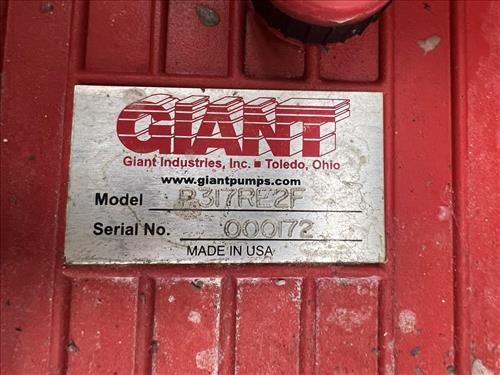 GIANT
Giant Industries, Inc. ■ Toledo, Ohio
www.giantpumps.com
Model P317RE2F
Serial No. 000172
MADE IN USA